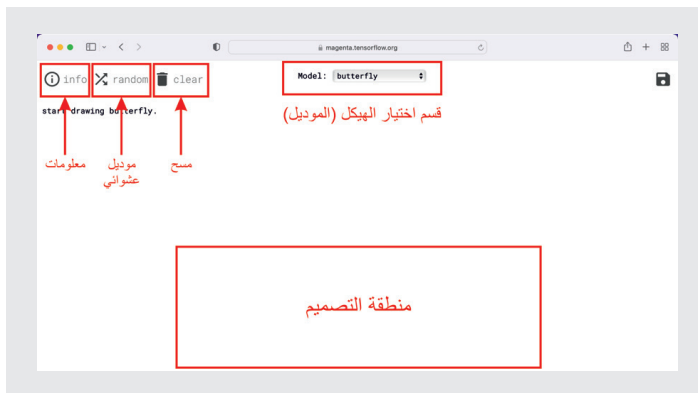 magenta.tensorflow.org
info random clear
Model: butterfly
start drawing butterfly.
قسم اختيار الهيكل (الموديل)
معلومات
موديل
عشوائي
مسح
منطقة التصميم